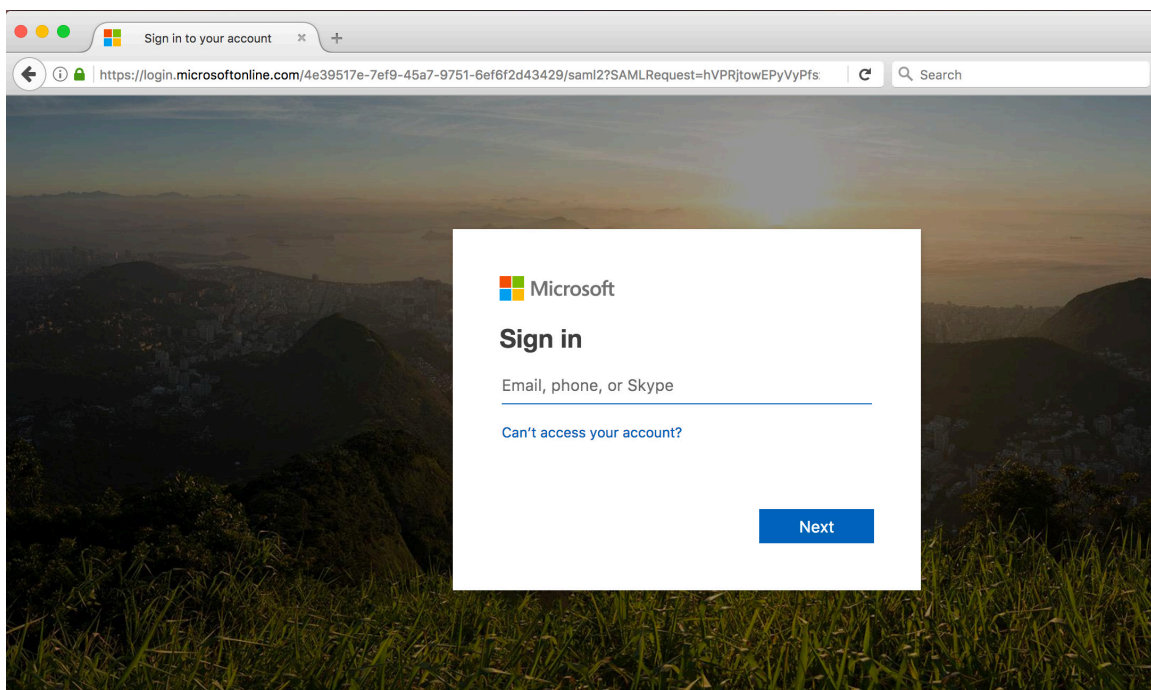 Sign in to your account
https://login.microsoftonline.com/4e39517e-7ef9-45a7-9751-6ef6f2d43429/saml2?SAMLRequest=hVPRjtowEPyVyPfs:
Search
Microsoft
Sign in
Email, phone, or Skype
Can't access your account?
Next